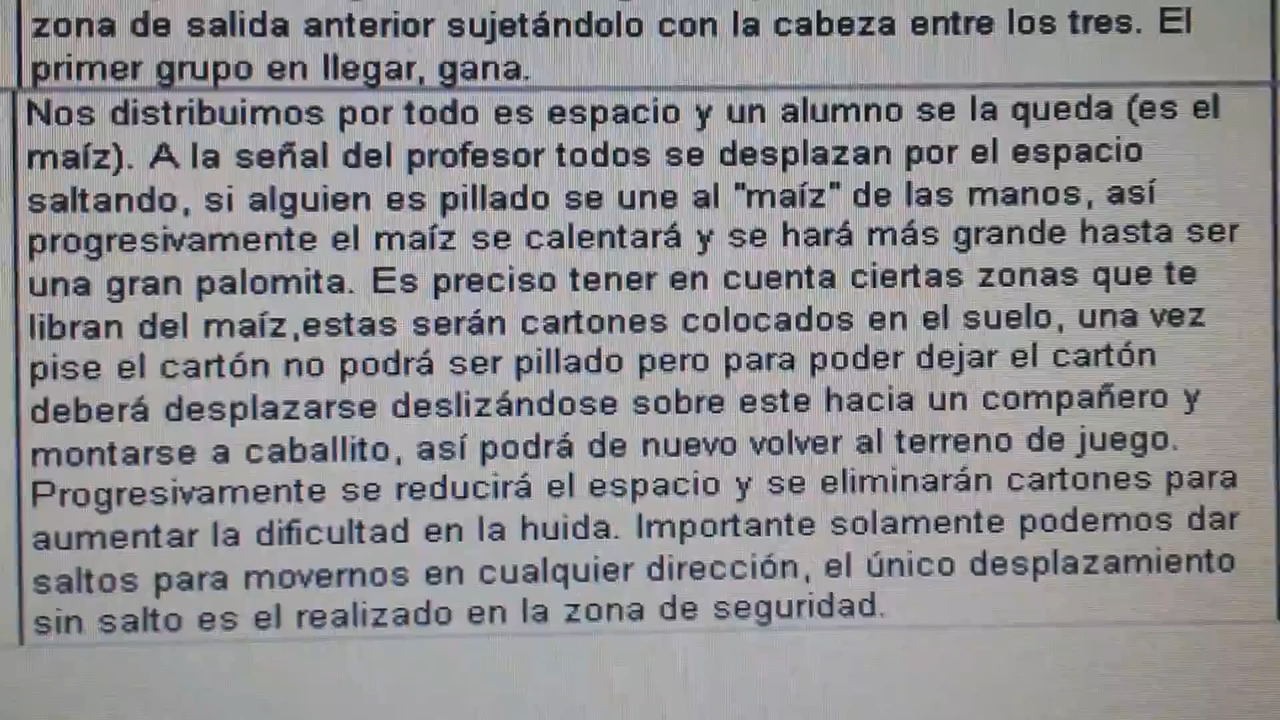 zona de salida anterior sujetándolo con la cabeza entre los tres. El
primer grupo en llegar, gana.
Nos distribuimos por todo es espacio y un alumno se la queda (es el
maíz). A la señal del profesor todos se desplazan por el espacio
saltando, si alguien es pillado se une al "maíz" de las manos, así
progresivamente el maíz se calentará y se hará más grande hasta ser
una gran palomita. Es preciso tener en cuenta ciertas zonas que te
libran del maíz,estas serán cartones colocados en el suelo, una vez
pise el cartón no podrá ser pillado pero para poder dejar el cartón
deberá desplazarse deslizándose sobre este hacia un compañero y
montarse a caballito, así podrá de nuevo volver al terreno de juego.
Progresivamente se reducirá el espacio y se eliminarán cartones para
aumentar la dificultad en la huida. Importante solamente podemos dar
saltos para movernos en cualquier dirección, el único desplazamiento
sin salto es el realizado en la zona de seguridad.